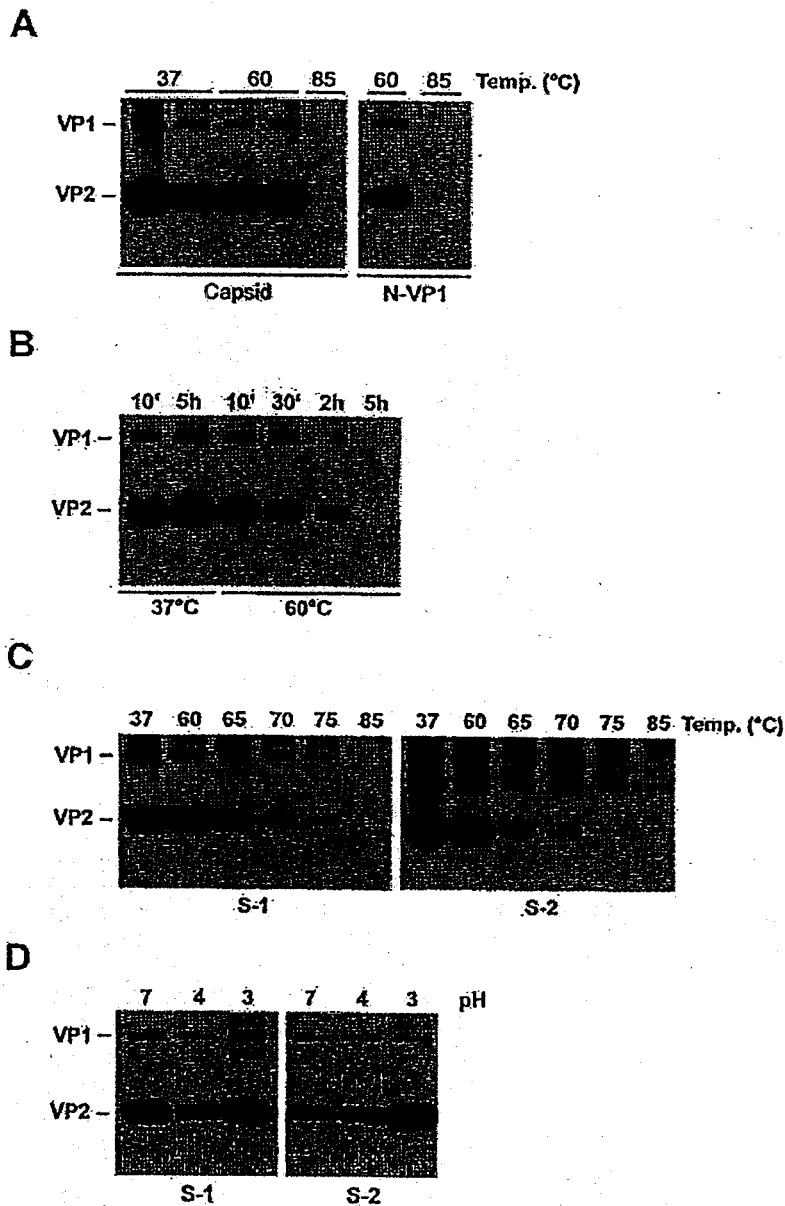 A
37 60 85 60 85 Temp. (°C)
VP1 –
VP2 –
Capsid N-VP1
B
10' 5h 10' 30' 2h 5h
VP1 –
VP2 –
37°C 60°C
C
37 60 65 70 75 85 37 60 65 70 75 85 Temp. (°C)
VP1 –
VP2 –
S-1 S-2
D
7 4 3 7 4 3 pH
VP1 –
VP2 –
S-1 S-2